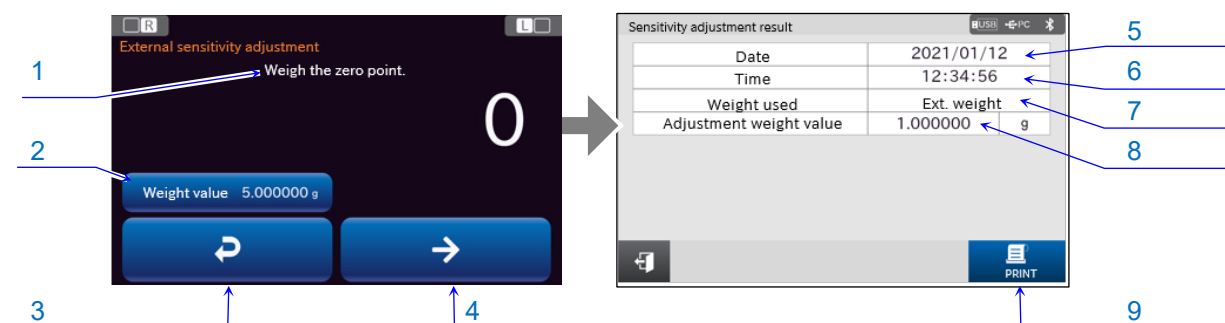 R
L
External sensitivity adjustment
Weigh the zero point.
0
Weight value 5.000000 g
1
2
3
4
Sensitivity adjustment result
USB PC
Date 2021/01/12
Time 12:34:56
Weight used Ext. weight
Adjustment weight value 1.000000 g
PRINT
5
6
7
8
9